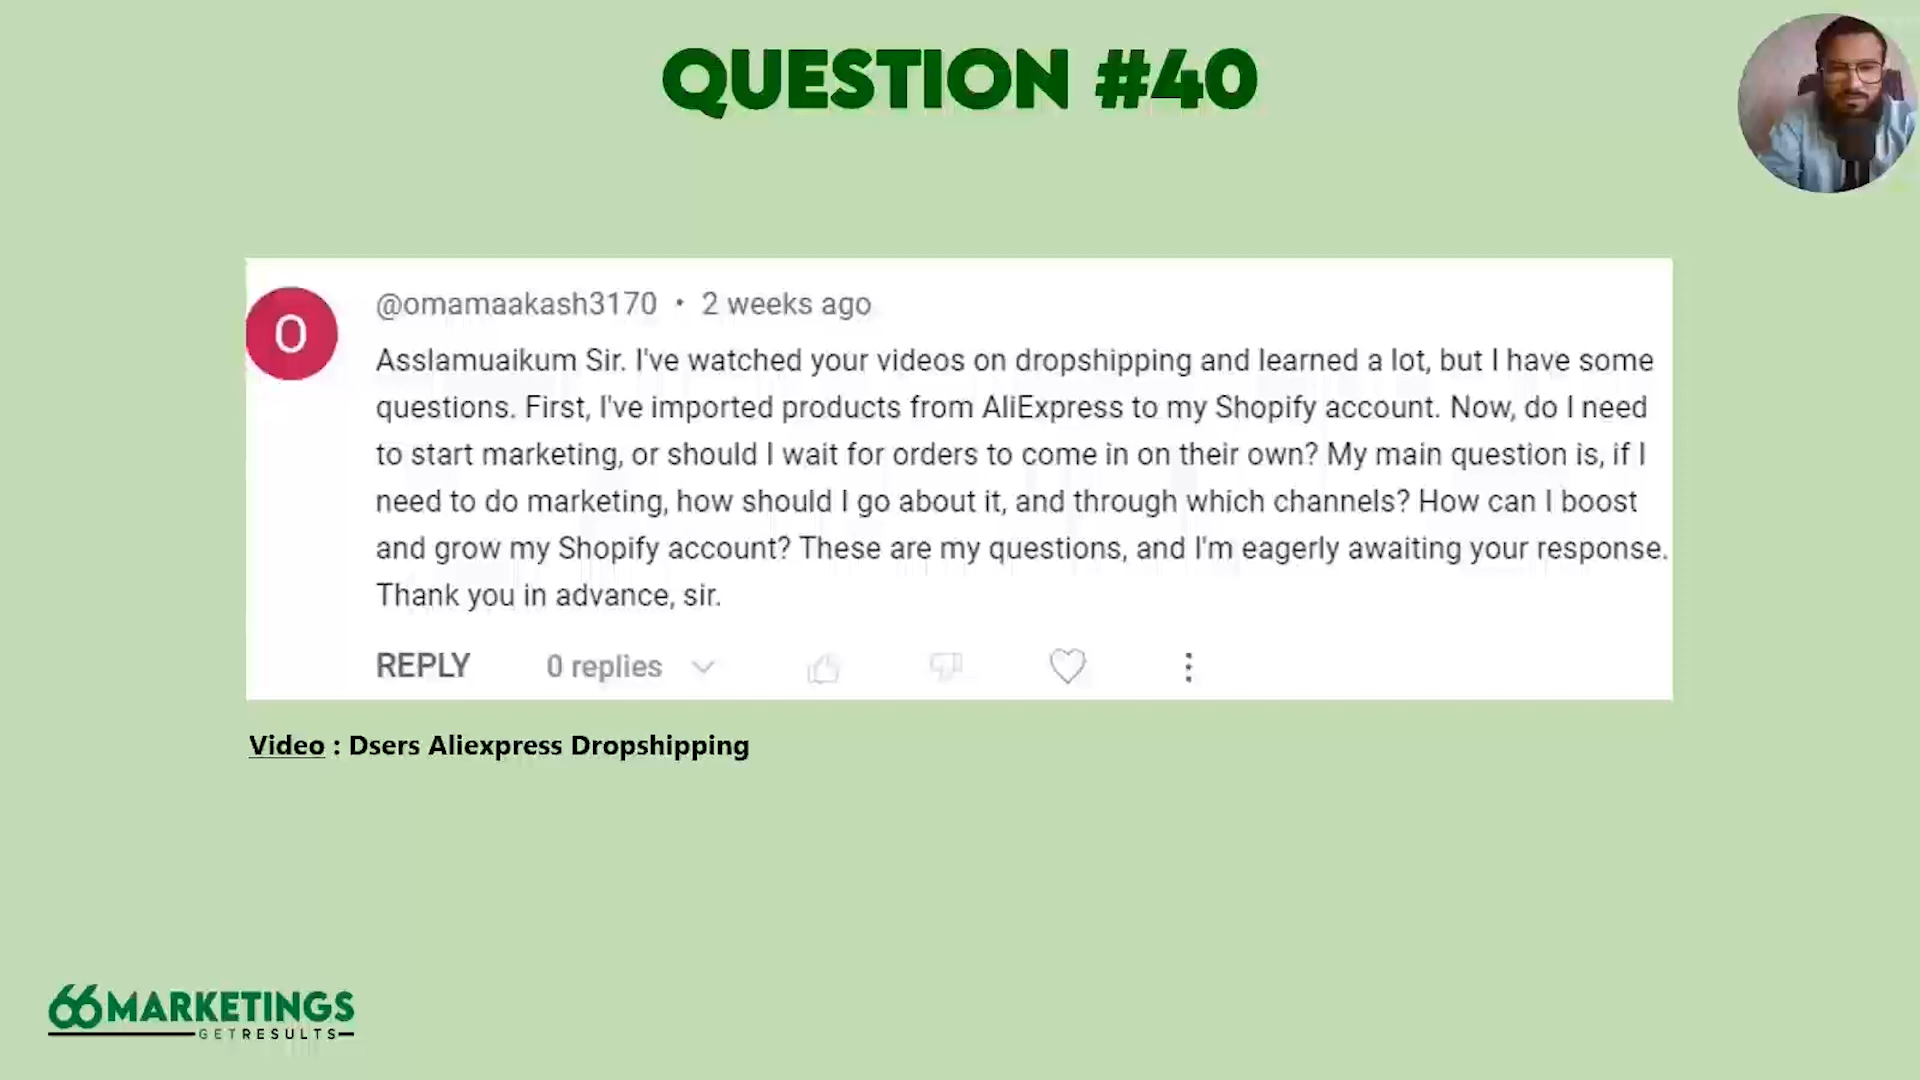 QUESTION #40
O
@omamaakash3170 • 2 weeks ago
Asslamuaikum Sir. I've watched your videos on dropshipping and learned a lot, but I have some
questions. First, I've imported products from AliExpress to my Shopify account. Now, do I need
to start marketing, or should I wait for orders to come in on their own? My main question is, if I
need to do marketing, how should I go about it, and through which channels? How can I boost
and grow my Shopify account? These are my questions, and I'm eagerly awaiting your response.
Thank you in advance, sir.
REPLY 0 replies
Video : Dsers Aliexpress Dropshipping
66MARKETINGS
GETRESULTS